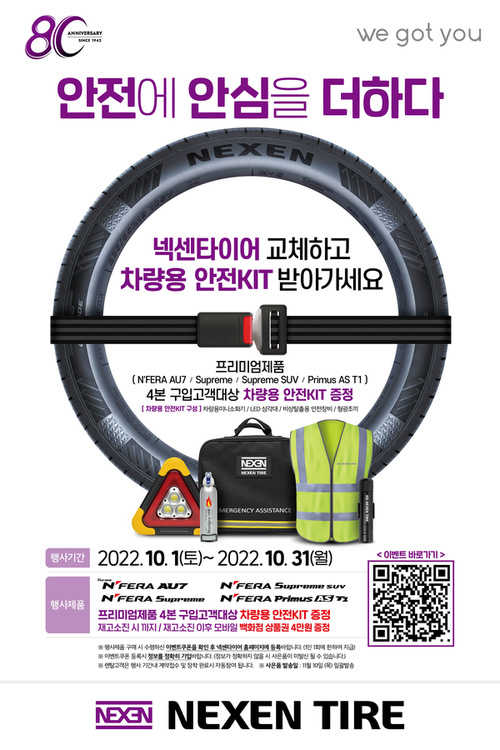 80 ANNIVERSARY
SINCE 1942
we got you
안전에 안심을 더하다
NEXEN
넥센타이어 교체하고
차량용 안전KIT 받아가세요
프리미엄제품
( N'FERA AU7 / Supreme / Supreme SUV / Primus AS T1 )
4본 구입고객대상 차량용 안전KIT 증정
[ 차량용 안전KIT 구성 ] 차량용미니소화기 / LED 삼각대 / 비상탈출용 안전장비 / 형광조끼
NEXEN
NEXEN TIRE
EMERGENCY ASSISTANCE
NEXEN TIRE
행사기간 2022. 10. 1(토)~ 2022. 10. 31(월)
< 이벤트 바로가기 >
행사제품
N'FERA AU7 N'FERA Supreme SUV
N'FERA Supreme N'FERA Primus AS T1
프리미엄제품 4본 구입고객대상 차량용 안전KIT 증정
재고소진 시 까지 / 재고소진 이후 모바일 백화점 상품권 4만원 증정
※ 행사제품 구매 시 수령하신 이벤트쿠폰을 확인 후 넥센타이어 홈페이지에 등록바랍니다. (1인 1회에 한하여 지급)
※ 이벤트쿠폰 등록시 정보를 정확히 기입바랍니다. (정보가 정확하지 않을 시 사은품이 미발신 될 수 있습니다.)
※ 렌탈고객은 행사 기간내 계약접수 및 장착 완료시 자동참여 됩니다. ※ 사은품 발송일 : 11월 10일 (목) 일괄발송
NEXEN NEXEN TIRE